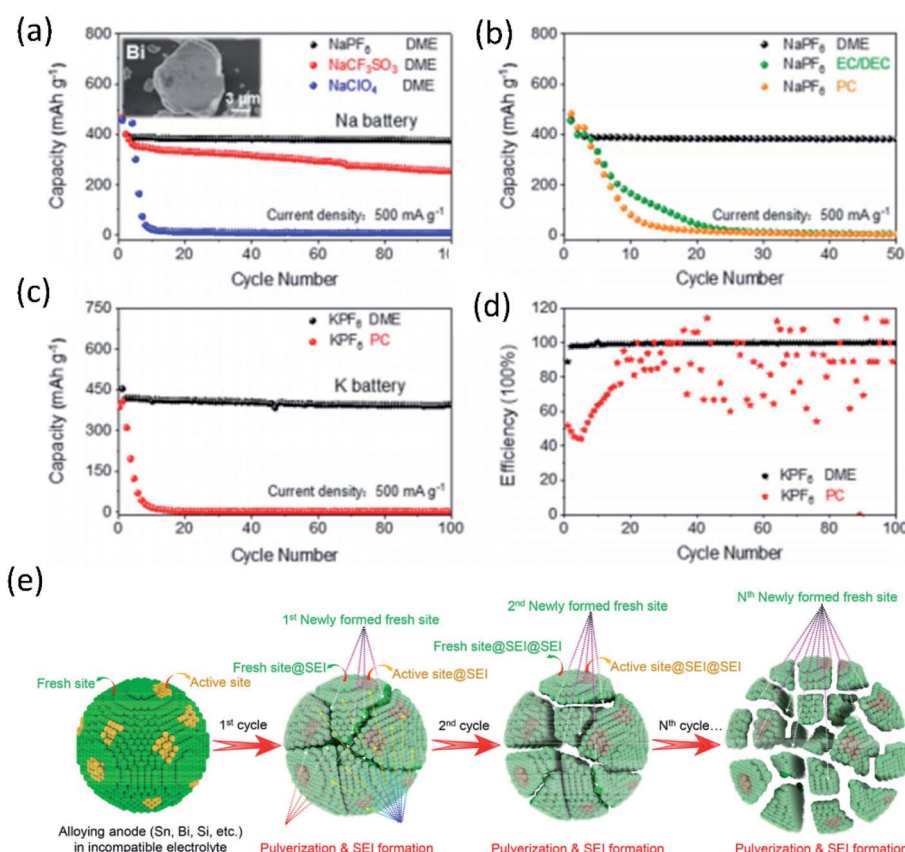 (a)
800
600
400
200
0
Capacity (mAh g⁻¹)
Bi
3 μm
NaPF₆ DME
NaCF₃SO₃ DME
NaClO₄ DME
Na battery
Current density: 500 mA g⁻¹
0 20 40 60 80 10
Cycle Number
(b)
800
600
400
200
0
Capacity (mAh g⁻¹)
NaPF₆ DME
NaPF₆ EC/DEC
NaPF₆ PC
Current density: 500 mA g⁻¹
0 10 20 30 40 50
Cycle Number
(c)
750
600
450
300
150
0
Capacity (mAh g⁻¹)
KPF₆ DME
KPF₆ PC
K battery
Current density: 500 mA g⁻¹
0 20 40 60 80 100
Cycle Number
(d)
120
100
80
60
40
20
0
Efficiency (100%)
KPF₆ DME
KPF₆ PC
0 20 40 60 80 100
Cycle Number
(e)
Fresh site
Active site
Alloying anode (Sn, Bi, Si, etc.)
in incompatible electrolyte
1st cycle
1st Newly formed fresh site
Fresh site@SEI
Active site@SEI
Pulverization & SEI formation
2nd cycle
2nd Newly formed fresh site
Fresh site@SEI@SEI
Active site@SEI@SEI
Pulverization & SEI formation
Nth cycle...
Nth Newly formed fresh site
Pulverization & SEI formation